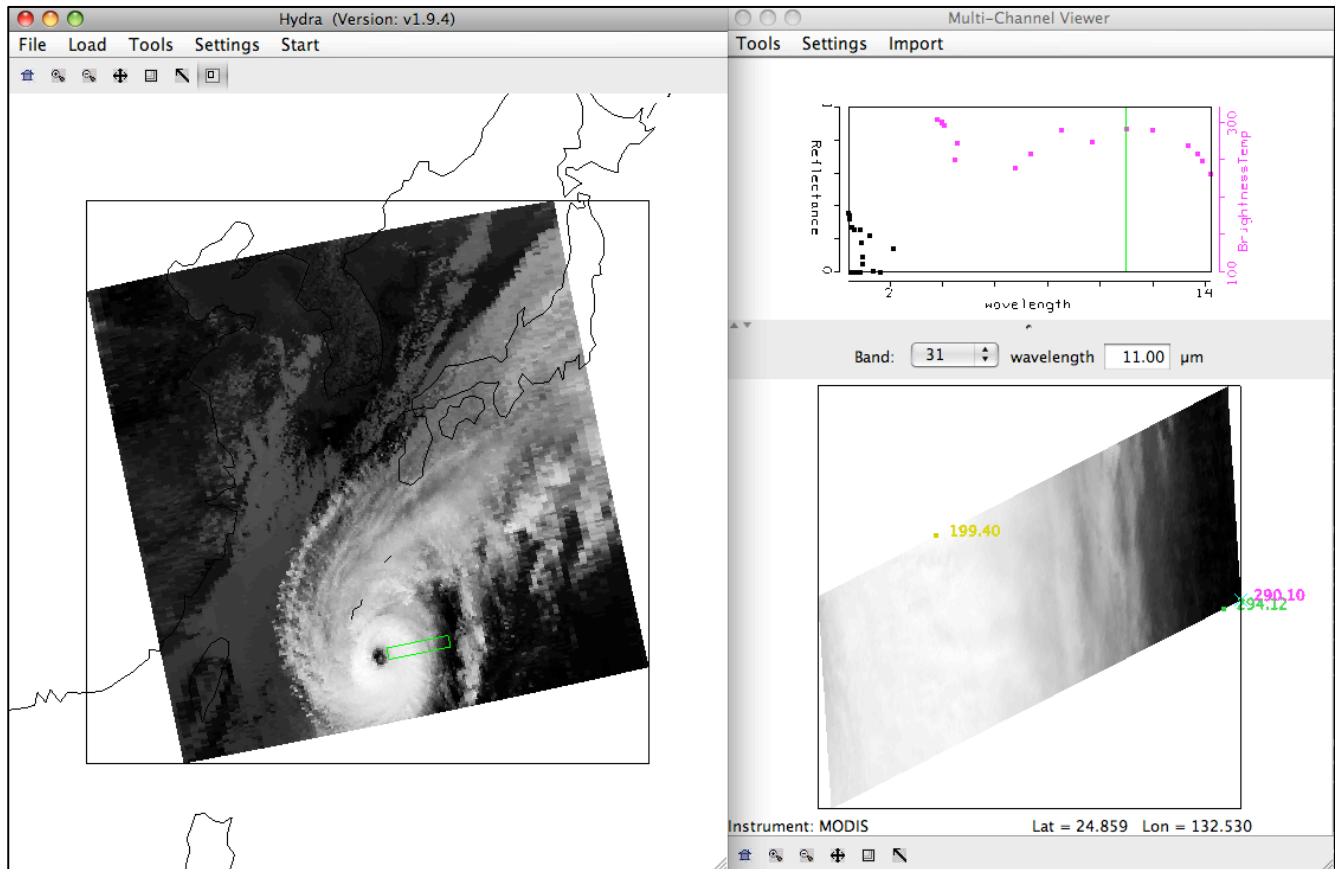 Hydra (Version: v1.9.4)
File Load Tools Settings Start
Multi-Channel Viewer
Tools Settings Import
1
Reflectance
0
300
BrightnessTemp
100
2
14
wavelength
Band: 31 wavelength 11.00 µm
199.40
290.10
294.12
Instrument: MODIS Lat = 24.859 Lon = 132.530